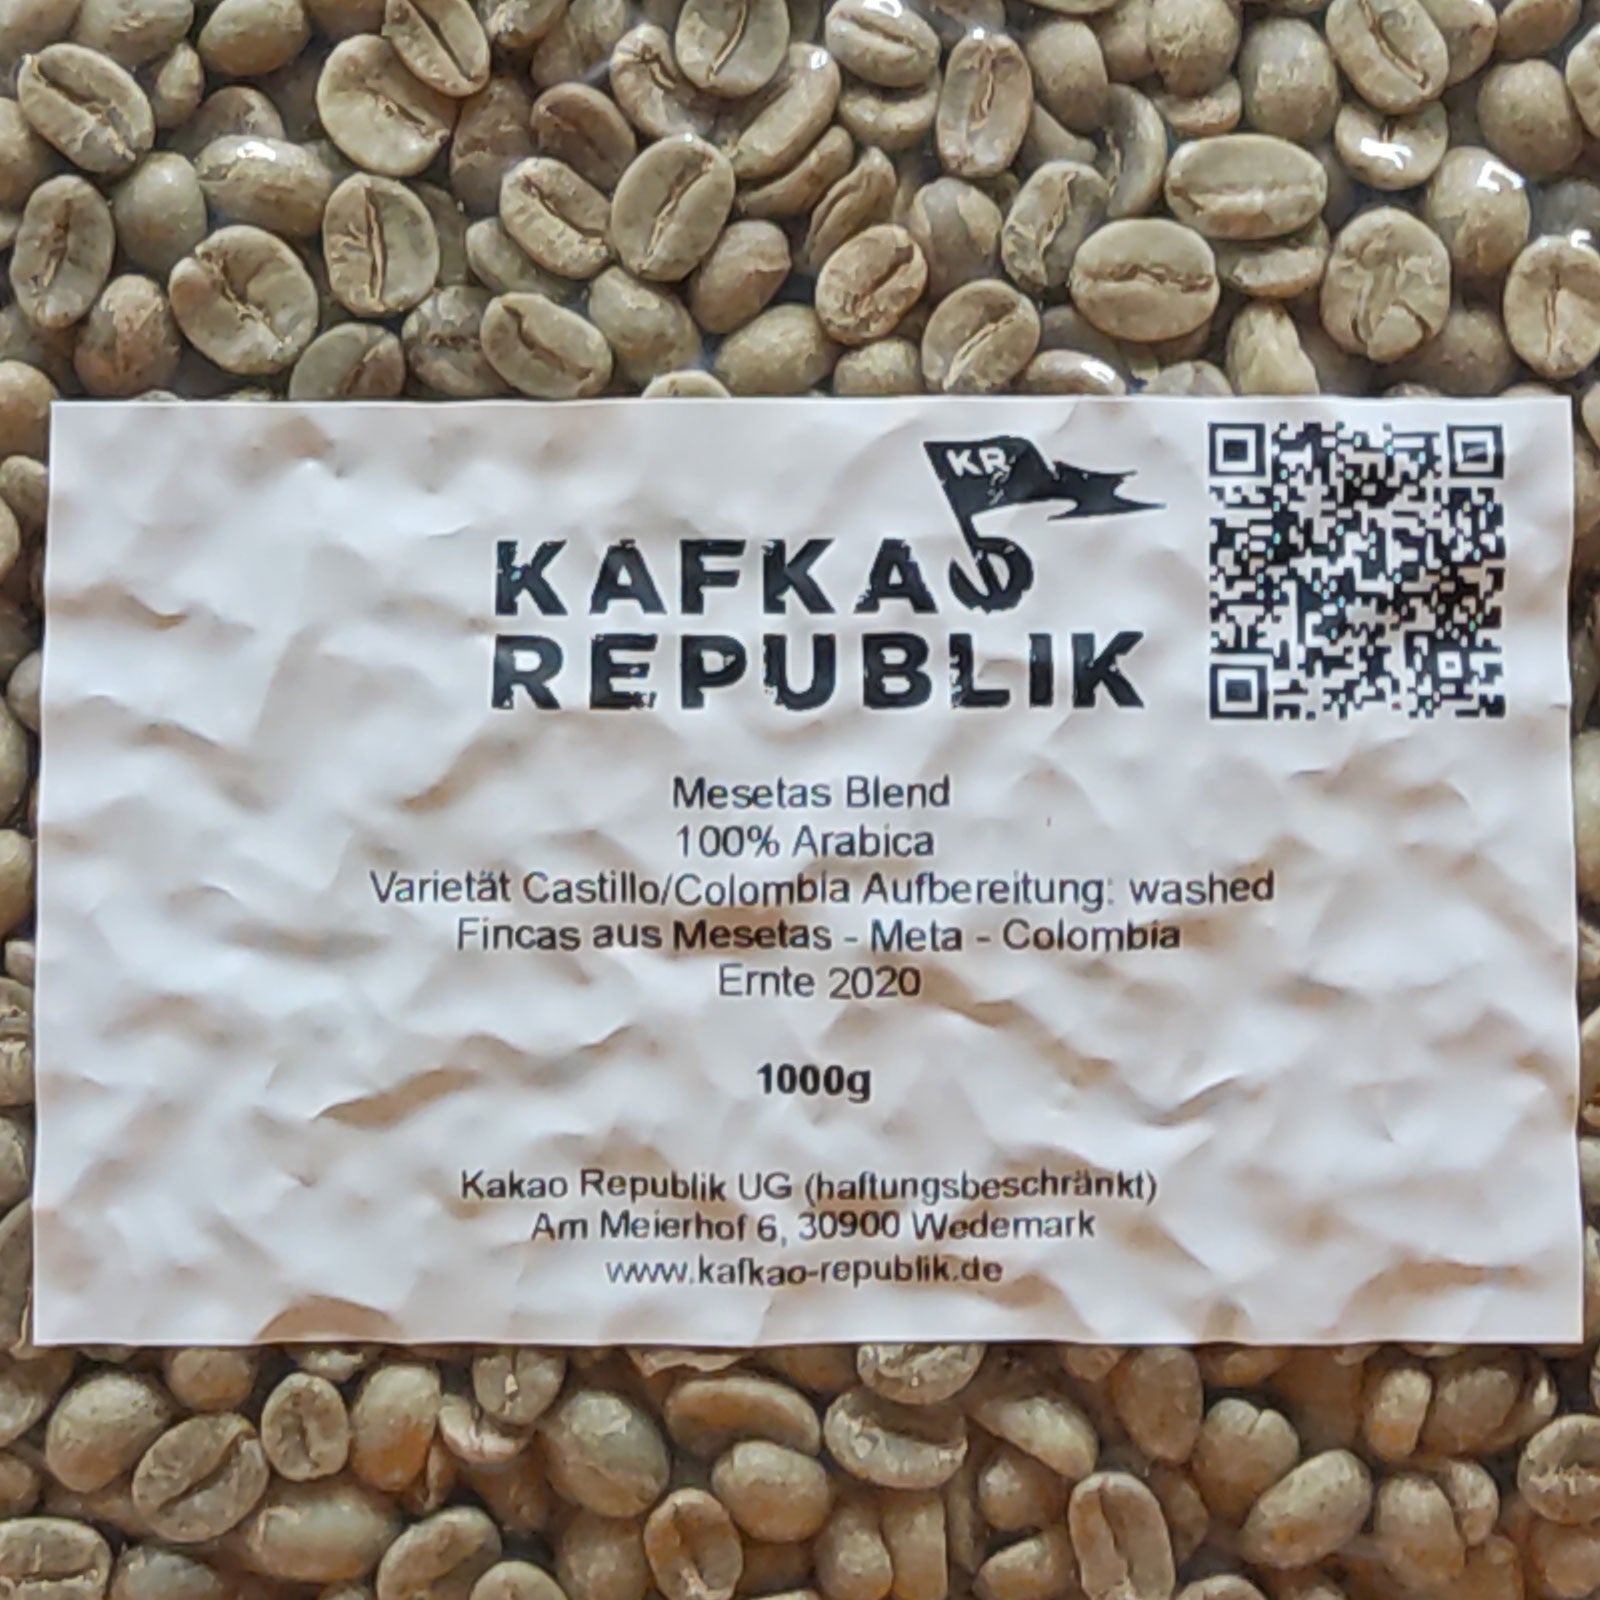 KR
KAFKAO
REPUBLIK
Mesetas Blend
100% Arabica
Varietät Castillo/Colombia Aufbereitung: washed
Fincas aus Mesetas - Meta - Colombia
Ernte 2020
1000g
Kakao Republik UG (haftungsbeschränkt)
Am Meierhof 6, 30900 Wedemark
www.kafkao-republik.de